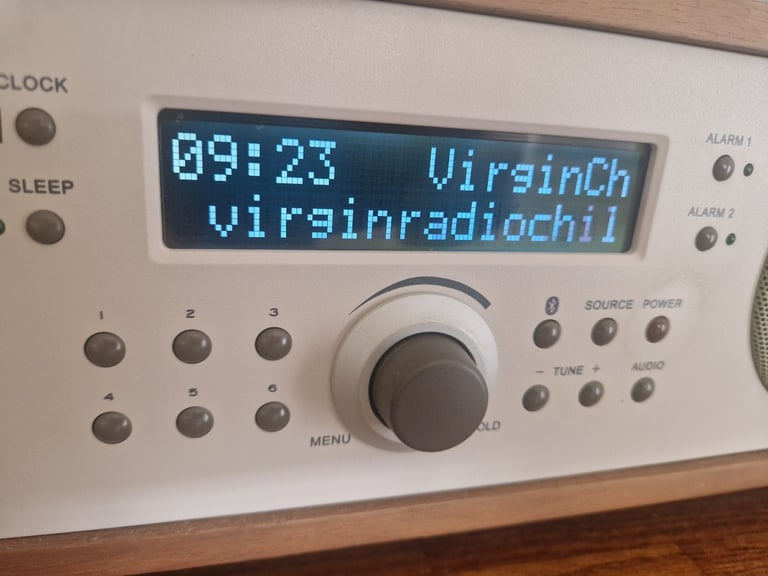 CLOCK
SLEEP
09:23 VirginCh
virginradiochil
ALARM 1
ALARM 2
1 2 3
4 5 6
SOURCE POWER
- TUNE + AUDIO
MENU